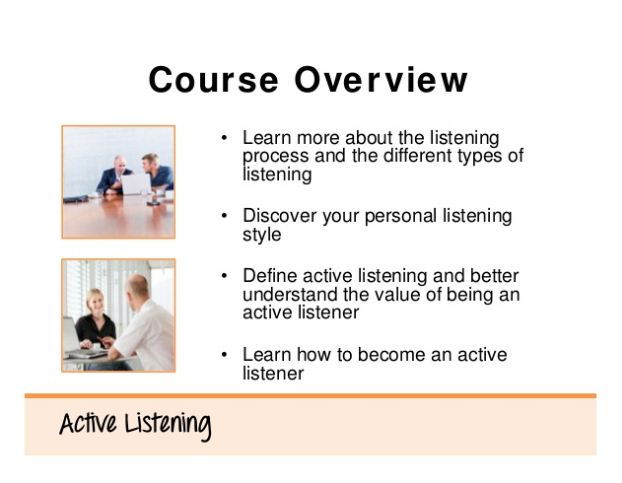 Course Overview
• Learn more about the listening
process and the different types of
listening
• Discover your personal listening
style
• Define active listening and better
understand the value of being an
active listener
• Learn how to become an active
listener
Active Listening